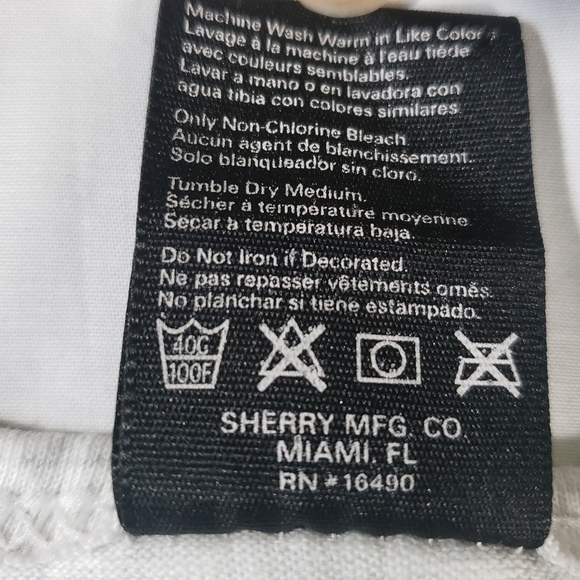 Machine Wash Warm in Like Colors
Lavage à la machine à l'eau tiède
avec couleurs semblables.
Lavar a mano o en lavadora con
agua tibia con colores similares.
Only Non-Chlorine Bleach
Aucun agent de blanchissement.
Solo blanqueador sin cloro.
Tumble Dry Medium.
Sécher à température moyenne.
Secar a temperatura baja.
Do Not Iron if Decorated.
Ne pas repasser vêtements ornés.
No planchar si tiene estampado.
40C
100F
SHERRY MFG. CO.
MIAMI, FL
RN #16490